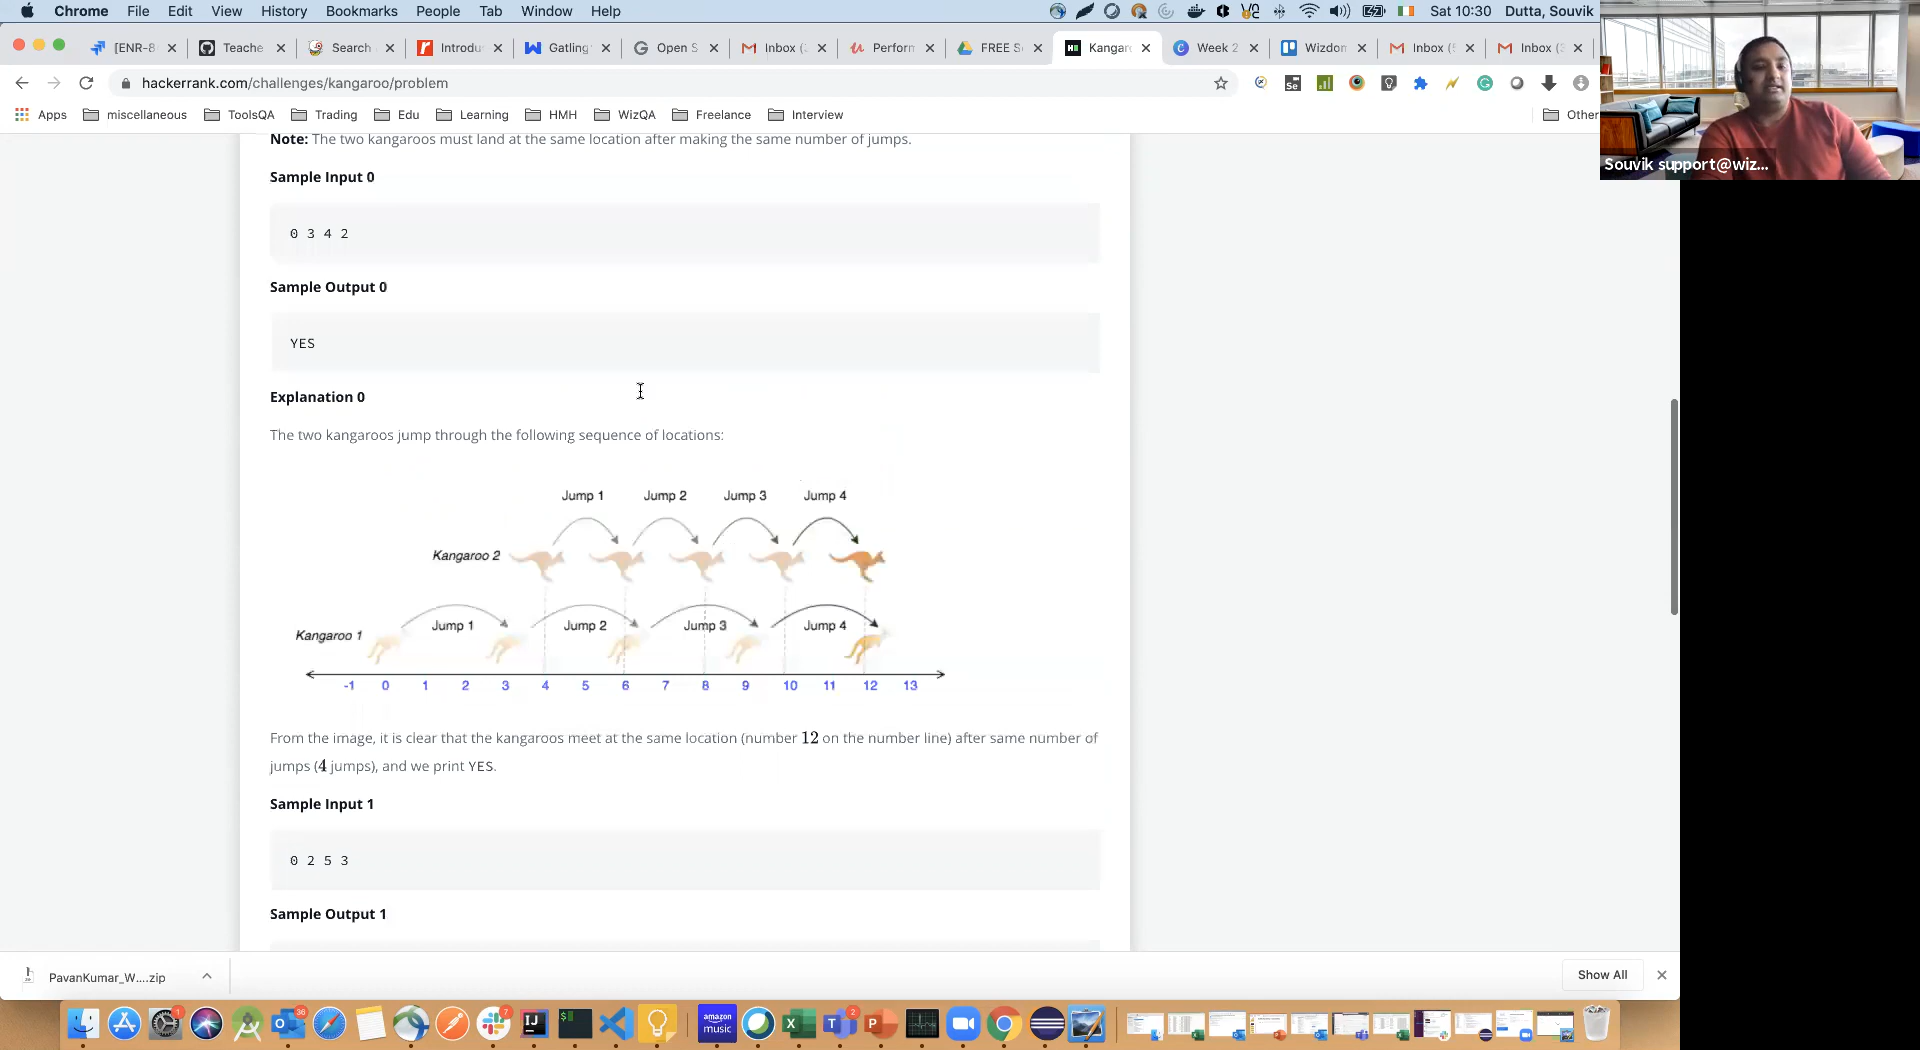 Chrome File Edit View History Bookmarks People Tab Window Help Sat 10:30 Dutta, Souvik
[ENR-8 Teache Search Introdu Gatling Open S Inbox ( Perform FREE S Kangar Week 2 Wizdom Inbox ( Inbox (
hackerrank.com/challenges/kangaroo/problem
Apps miscellaneous ToolsQA Trading Edu Learning HMH WizQA Freelance Interview Other
Souvik support@wiz...
Note: The two kangaroos must land at the same location after making the same number of jumps.
Sample Input 0
0 3 4 2
Sample Output 0
YES
Explanation 0
The two kangaroos jump through the following sequence of locations:
Jump 1 Jump 2 Jump 3 Jump 4
Kangaroo 2
Jump 1 Jump 2 Jump 3 Jump 4
Kangaroo 1
-1 0 1 2 3 4 5 6 7 8 9 10 11 12 13
From the image, it is clear that the kangaroos meet at the same location (number 12 on the number line) after same number of
jumps (4 jumps), and we print YES.
Sample Input 1
0 2 5 3
Sample Output 1
PavanKumar_W....zip
Show All
amazon
music